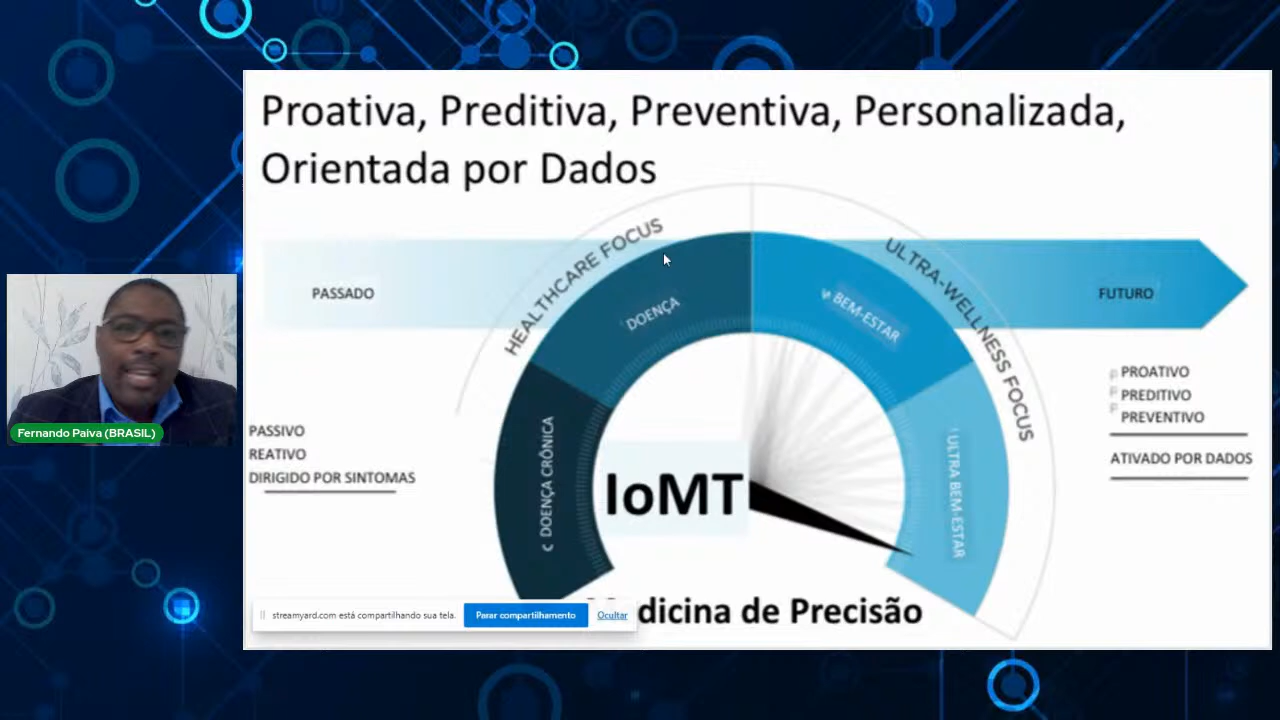 Proativa, Preditiva, Preventiva, Personalizada,
Orientada por Dados
HEALTHCARE FOCUS
ULTRA-WELLNESS FOCUS
PASSADO
DOENÇA
BEM-ESTAR
FUTURO
PROATIVO
PREDITIVO
PREVENTIVO
ATIVADO POR DADOS
Fernando Paiva (BRASIL)
PASSIVO
REATIVO
DIRIGIDO POR SINTOMAS
DOENÇA CRÔNICA
IoMT
ULTRA BEM-ESTAR
dicina de Precisão
streamyard.com está compartilhando sua tela.
Parar compartilhamento
Ocultar